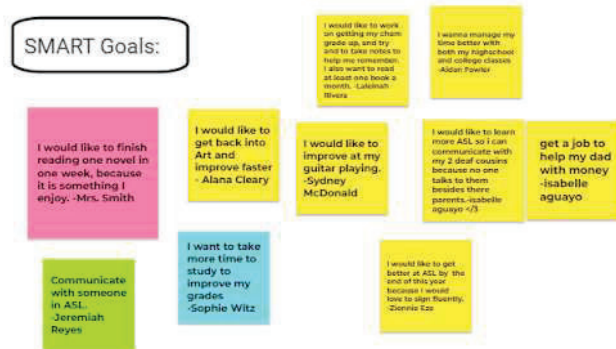 SMART Goals:
I would like to work
on getting my chem
grade up, and try
and to take notes to
help me remember.
I also want to read
at least one book a
month. -Laleinah
Rivera
I wanna manage my
time better with
both my highschool
and college classes
-Aidan Fowler
I would like to finish
reading one novel in
one week, because
it is something I
enjoy. -Mrs. Smith
I would like to
get back into
Art and
improve faster
- Alana Cleary
I would like to
improve at my
guitar playing.
-Sydney
McDonald
I would like to learn
more ASL so i can
communicate with
my 2 deaf cousins
because no one
talks to them
besides there
parents.-isabelle
aguayo </3
get a job to
help my dad
with money
-isabelle
aguayo
Communicate
with someone
in ASL.
-Jeremiah
Reyes
I want to take
more time to
study to
improve my
grades
-Sophie Witz
I would like to get
better at ASL by the
end of this year
because I would
love to sign fluently.
-Zionnie Eze